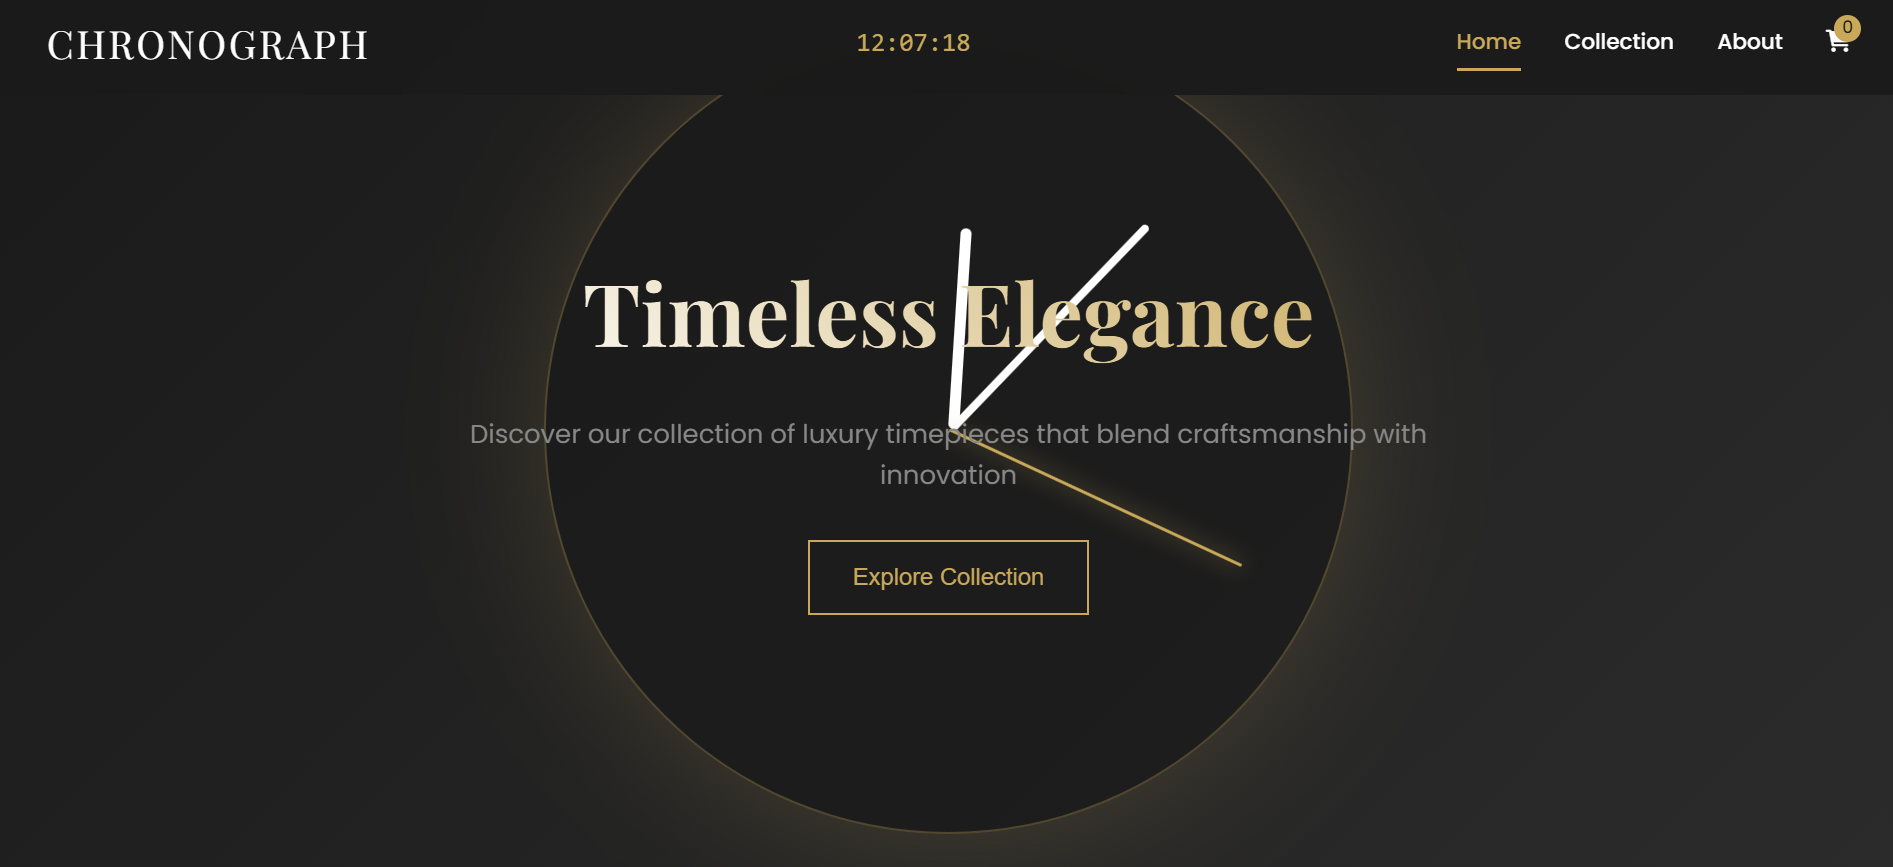 CHRONOGRAPH
12:07:18
Home
Collection
About
0
Timeless Elegance
Discover our collection of luxury timepieces that blend craftsmanship with
innovation
Explore Collection